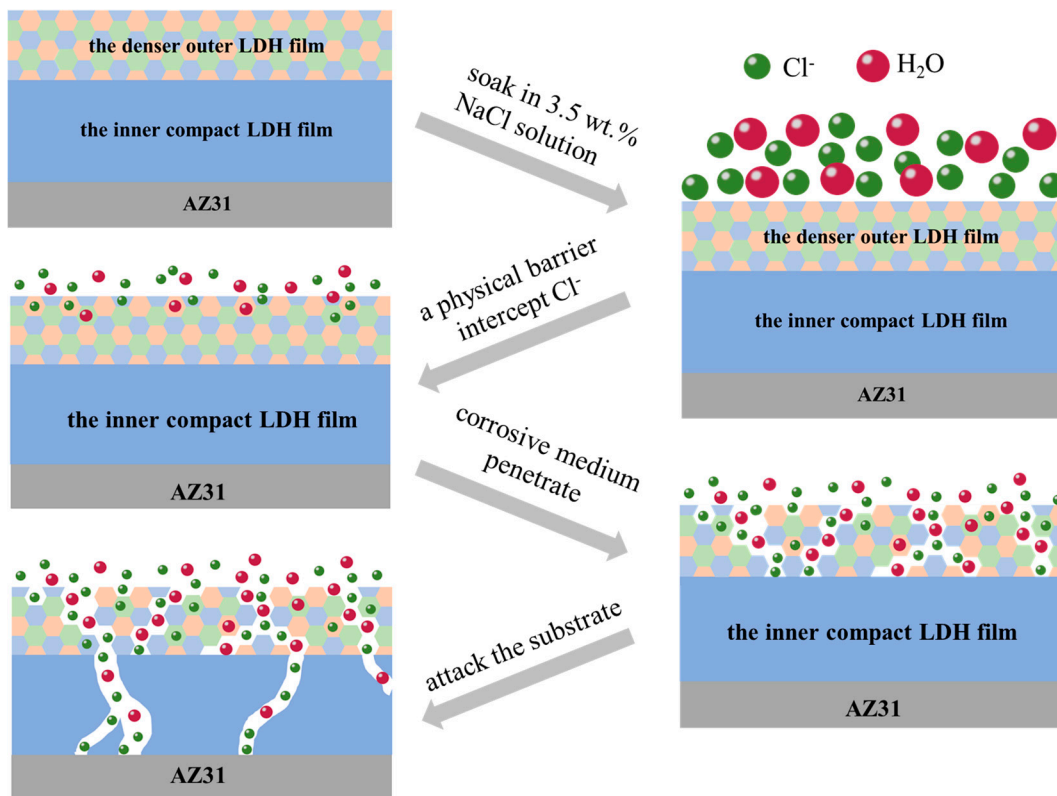 the denser outer LDH film
the inner compact LDH film
AZ31
soak in 3.5 wt.%
NaCl solution
Cl⁻
H₂O
the denser outer LDH film
the inner compact LDH film
AZ31
a physical barrier
intercept Cl⁻
the inner compact LDH film
AZ31
corrosive medium
penetrate
the inner compact LDH film
AZ31
attack the substrate
AZ31